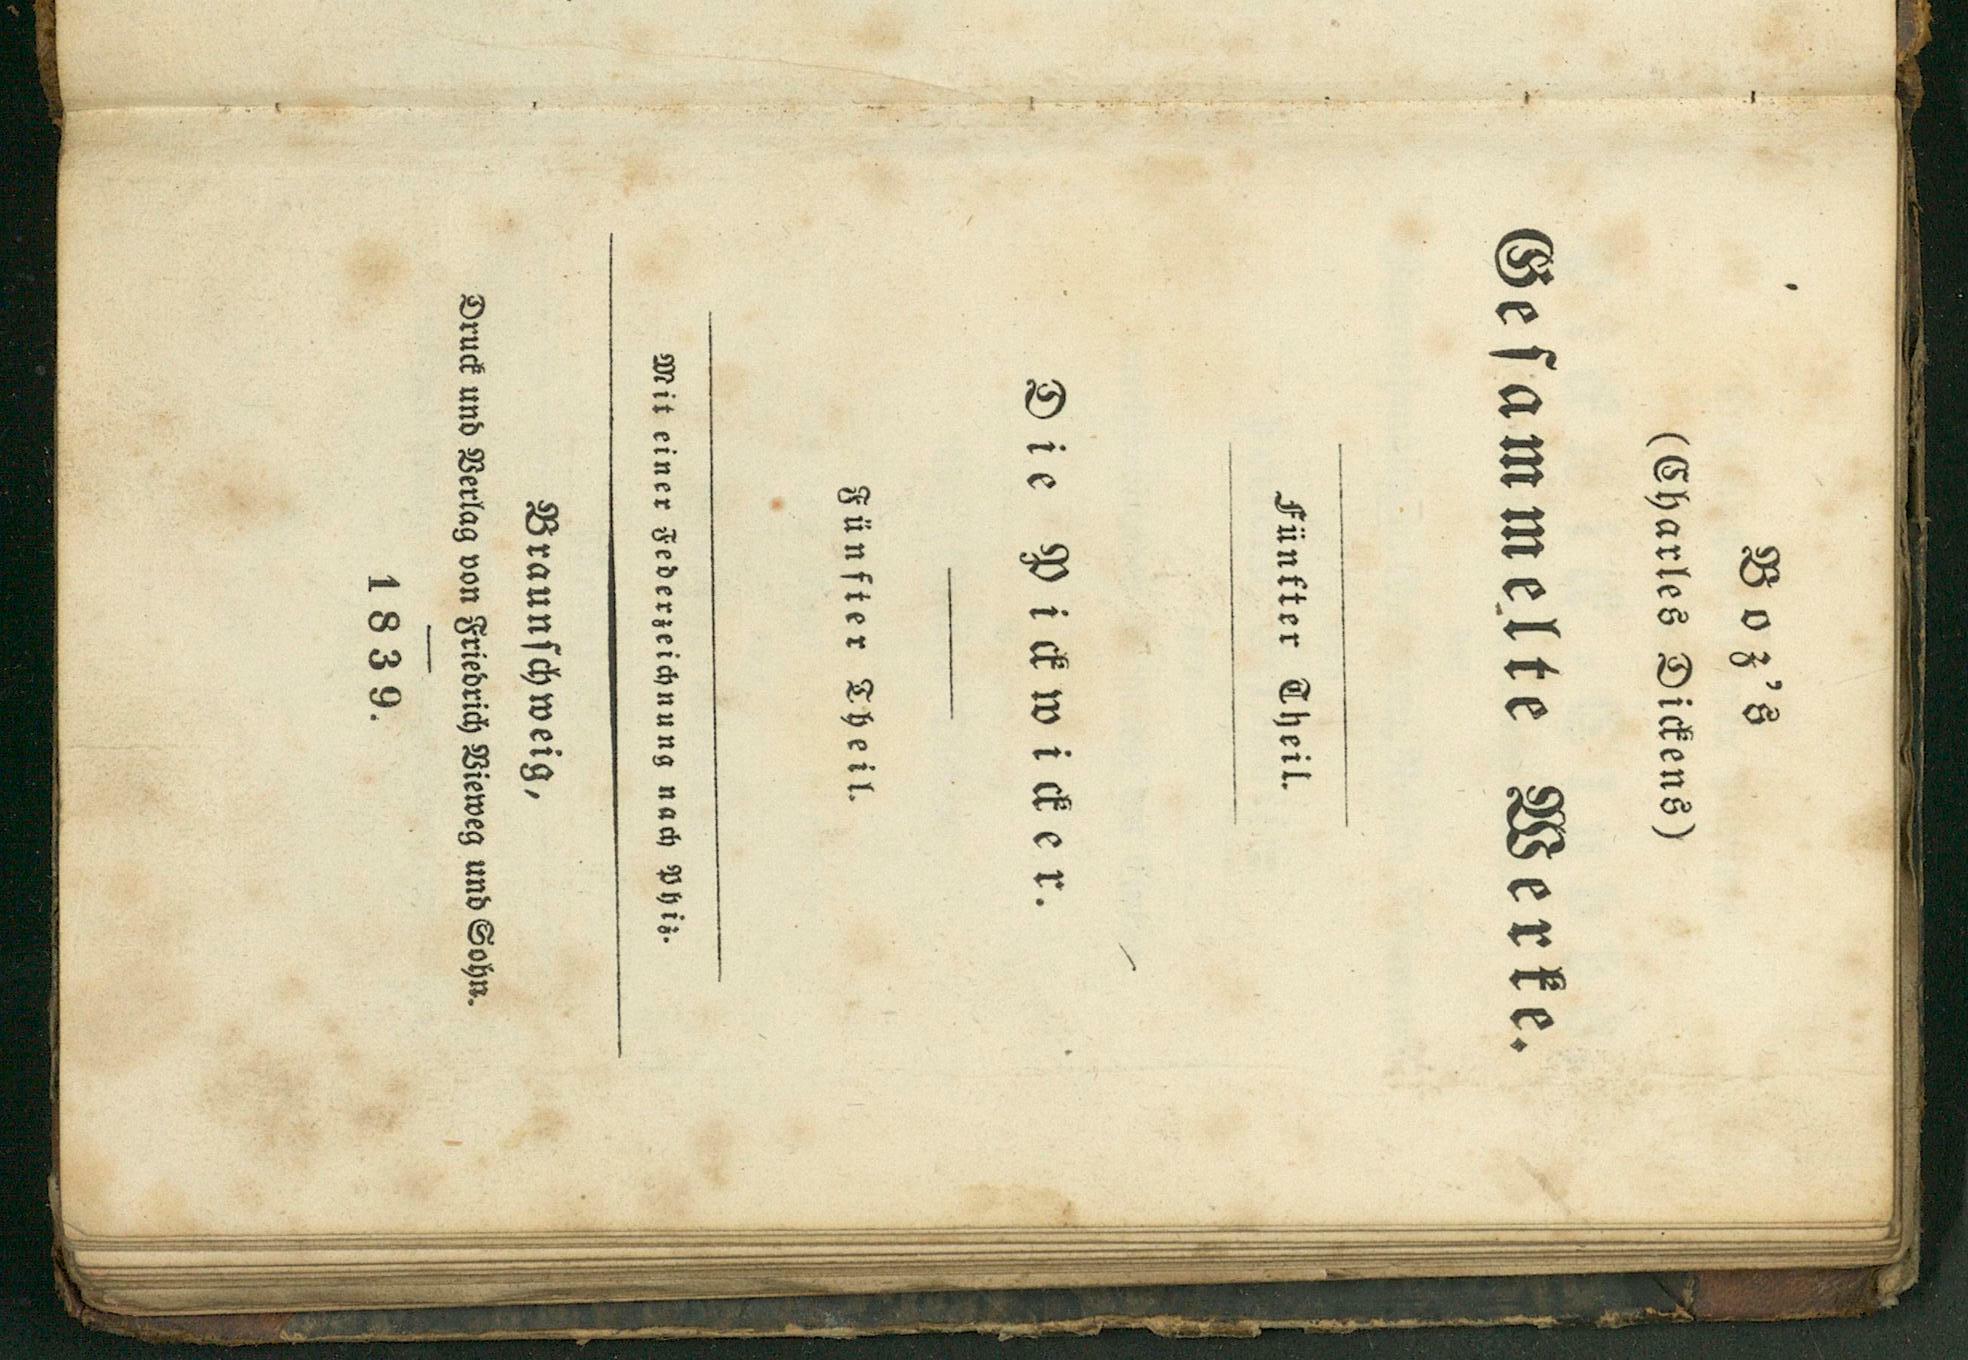 Boz's
(Charles Dickens)
Gesammelte Werke.
Fünfter Theil.
Die Pickwicker.
Fünfter Theil.
Mit einer Federzeichnung nach Phiz.
Braunschweig,
Druck und Verlag von Friedrich Vieweg und Sohn.
1839.